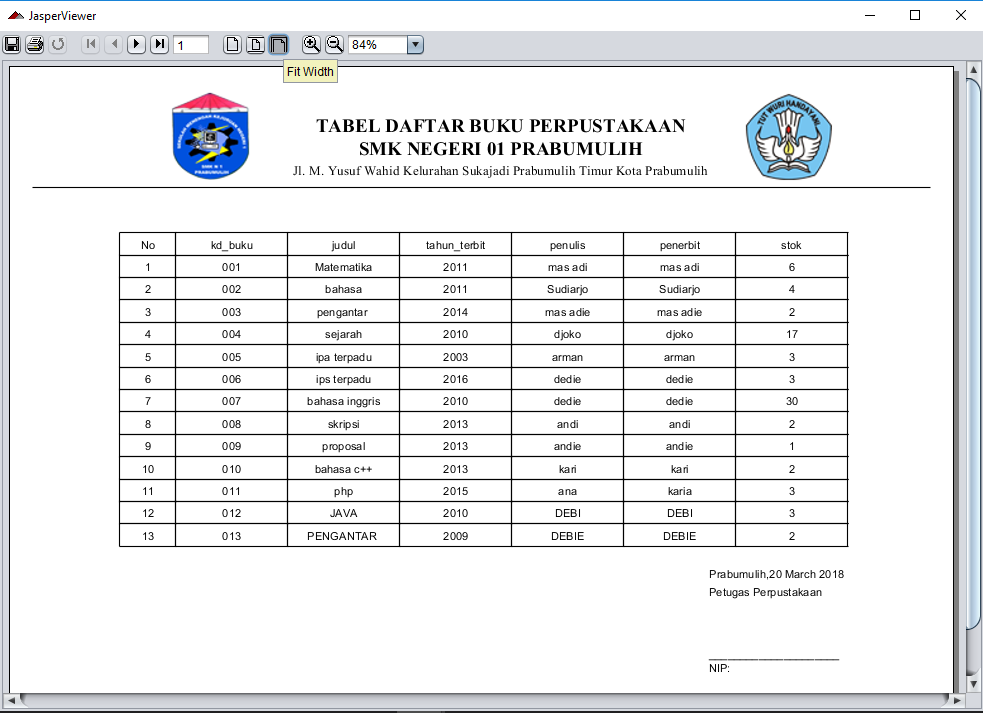 JasperViewer
1
84%
Fit Width
TABEL DAFTAR BUKU PERPUSTAKAAN
SMK NEGERI 01 PRABUMULIH
Jl. M. Yusuf Wahid Kelurahan Sukajadi Prabumulih Timur Kota Prabumulih
TUT WURI HANDAYANI
SMK N 1
PRABUMULIH
No kd_buku judul tahun_terbit penulis penerbit stok
1 001 Matematika 2011 mas adi mas adi 6
2 002 bahasa 2011 Sudiarjo Sudiarjo 4
3 003 pengantar 2014 mas adie mas adie 2
4 004 sejarah 2010 djoko djoko 17
5 005 ipa terpadu 2003 arman arman 3
6 006 ips terpadu 2016 dedie dedie 3
7 007 bahasa inggris 2010 dedie dedie 30
8 008 skripsi 2013 andi andi 2
9 009 proposal 2013 andie andie 1
10 010 bahasa c++ 2013 kari kari 2
11 011 php 2015 ana karia 3
12 012 JAVA 2010 DEBI DEBI 3
13 013 PENGANTAR 2009 DEBIE DEBIE 2
Prabumulih,20 March 2018
Petugas Perpustakaan
NIP: